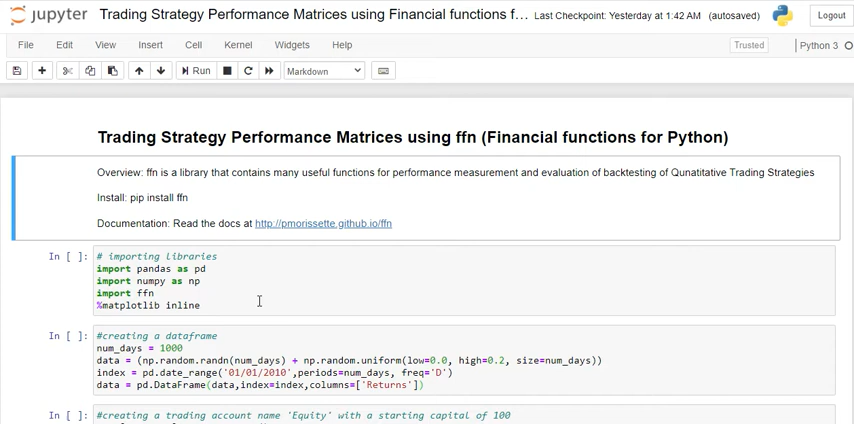 jupyter Trading Strategy Performance Matrices using Financial functions f... Last Checkpoint: Yesterday at 1:42 AM (autosaved) Logout
File Edit View Insert Cell Kernel Widgets Help Trusted Python 3
Run Markdown
Trading Strategy Performance Matrices using ffn (Financial functions for Python)
Overview: ffn is a library that contains many useful functions for performance measurement and evaluation of backtesting of Qunatitative Trading Strategies
Install: pip install ffn
Documentation: Read the docs at http://pmorissette.github.io/ffn
In [ ]: # importing libraries
import pandas as pd
import numpy as np
import ffn
%matplotlib inline
In [ ]: #creating a dataframe
num_days = 1000
data = (np.random.randn(num_days) + np.random.uniform(low=0.0, high=0.2, size=num_days))
index = pd.date_range('01/01/2010',periods=num_days, freq='D')
data = pd.DataFrame(data,index=index,columns=['Returns'])
In [ ]: #creating a trading account name 'Equity' with a starting capital of 100